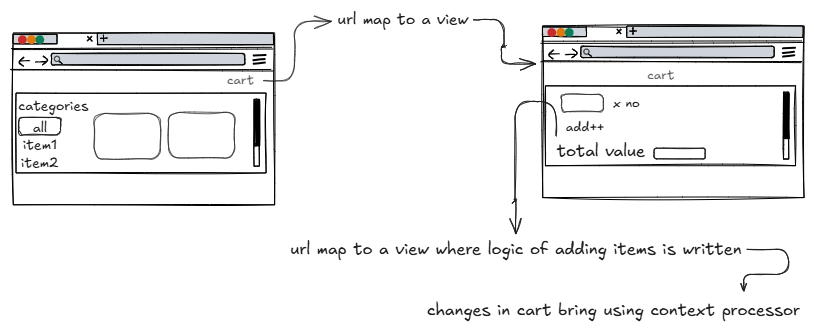 url map to a view
cart
categories
all
item1
item2
cart
x no
add++
total value
url map to a view where logic of adding items is written
changes in cart bring using context processor